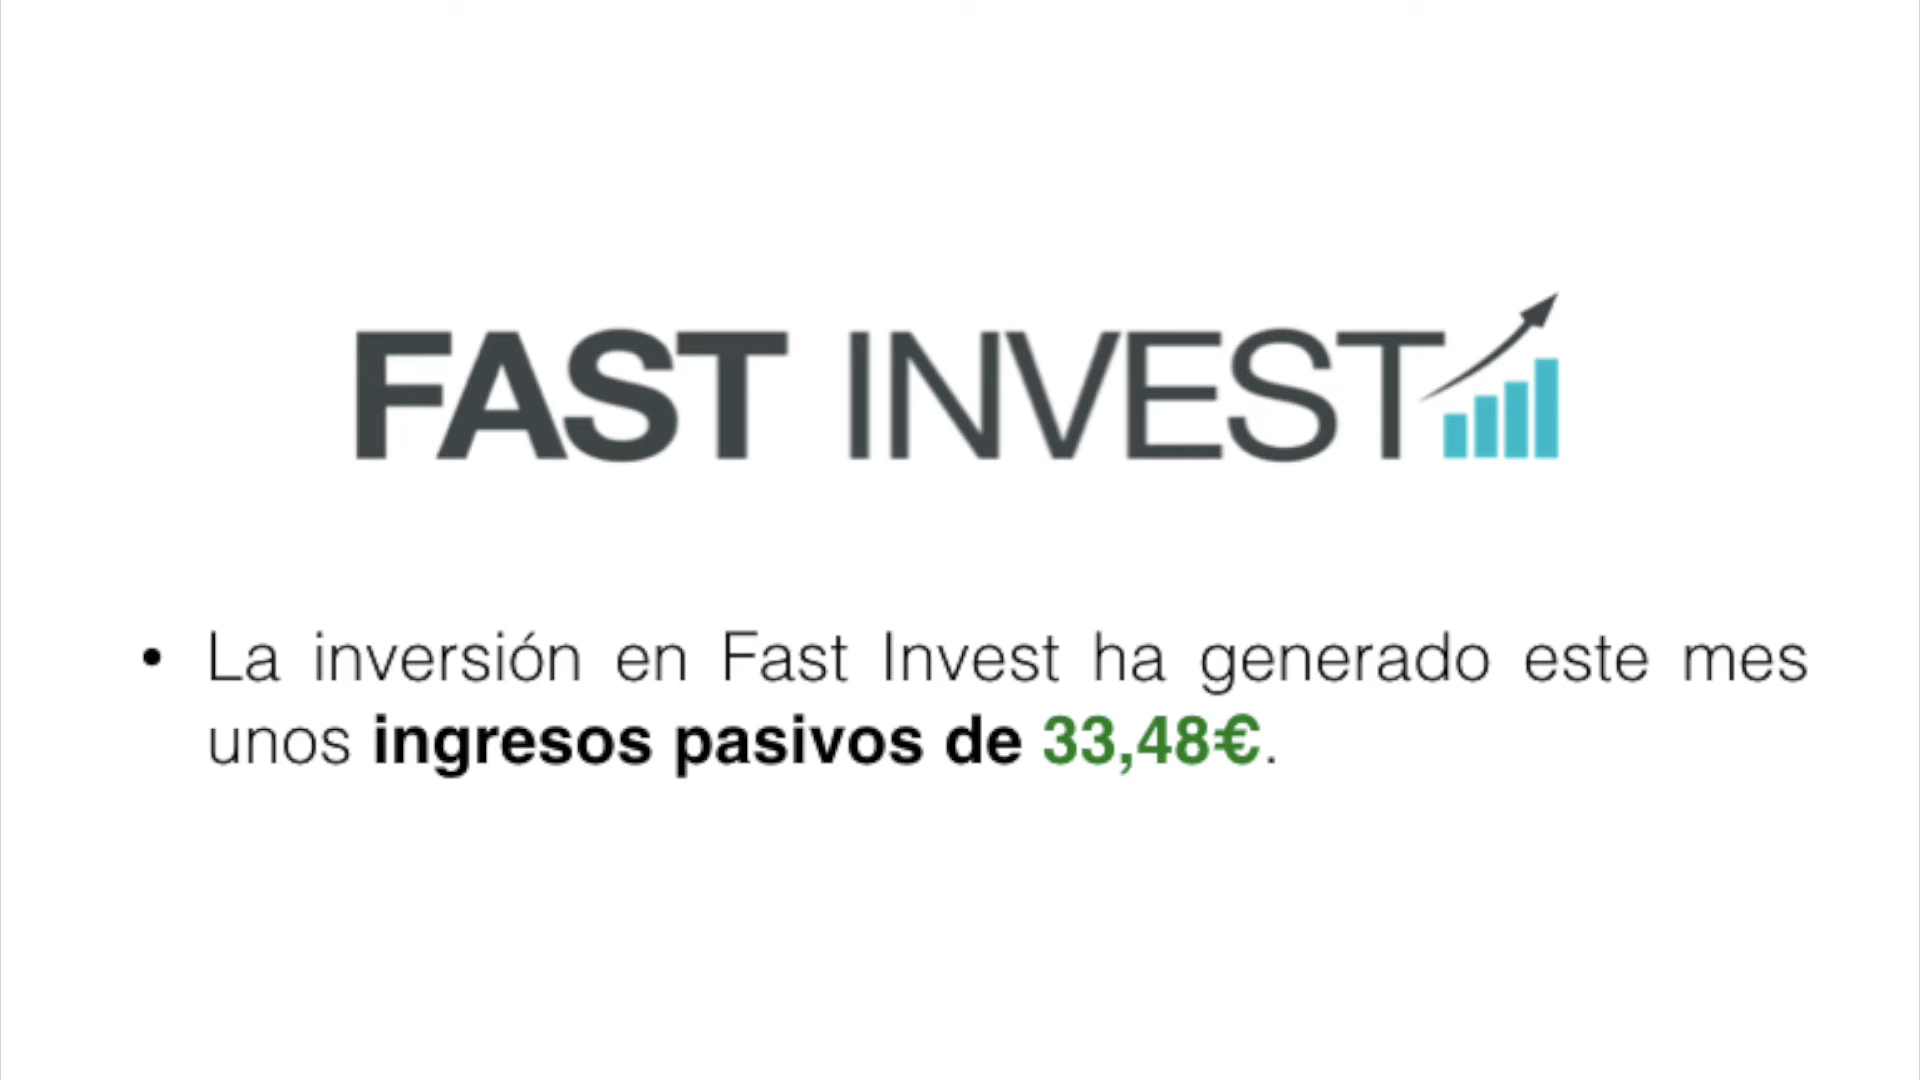 FAST INVEST
• La inversión en Fast Invest ha generado este mes
unos ingresos pasivos de 33,48€.